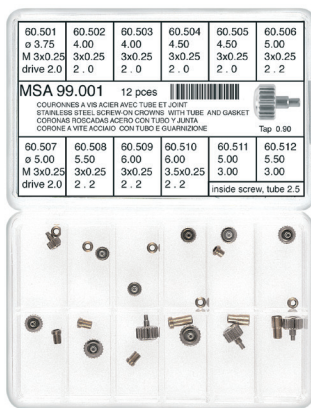 60.501 60.502 60.503 60.504 60.505 60.506
ø 3.75 4.00 4.00 4.50 4.50 5.00
M 3x0.25 3x0.25 3x0.25 3x0.25 3x0.25 3x0.25
drive 2.0 2 . 0 2 . 0 2 . 0 2 . 0 2 . 2
MSA 99.001 12 pces
COURONNES A VIS ACIER AVEC TUBE ET JOINT
STAINLESS STEEL SCREW-ON CROWNS WITH TUBE AND GASKET
CORONAS ROSCADAS ACERO CON TUBO Y JUNTA
CORONE A VITE ACCIAIO CON TUBO E GUARNIZIONE
Tap 0.90
60.507 60.508 60.509 60.510 60.511 60.512
ø 5.00 5.50 6.00 6.00 5.00 5.50
M 3x0.25 3x0.25 3x0.25 3.5x0.25 3.00 3.00
drive 2.0 2 . 2 2 . 2 2 . 2 inside screw, tube 2.5